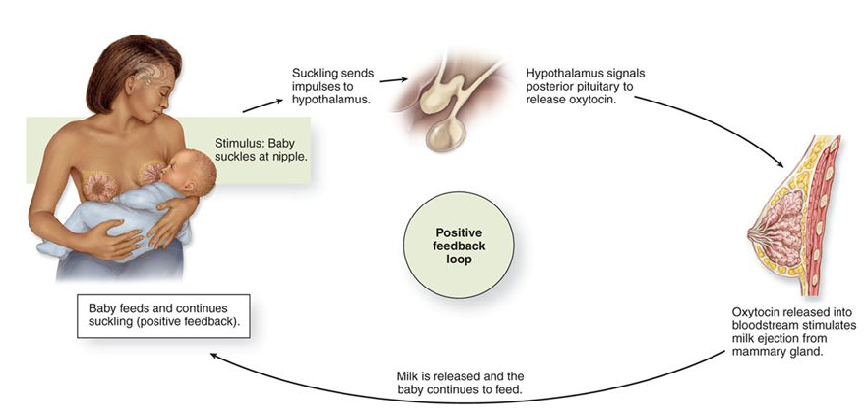 Suckling sends
impulses to
hypothalamus.
Hypothalamus signals
posterior pituitary to
release oxytocin.
Stimulus: Baby
suckles at nipple.
Positive
feedback
loop
Baby feeds and continues
suckling (positive feedback).
Oxytocin released into
bloodstream stimulates
milk ejection from
mammary gland.
Milk is released and the
baby continues to feed.